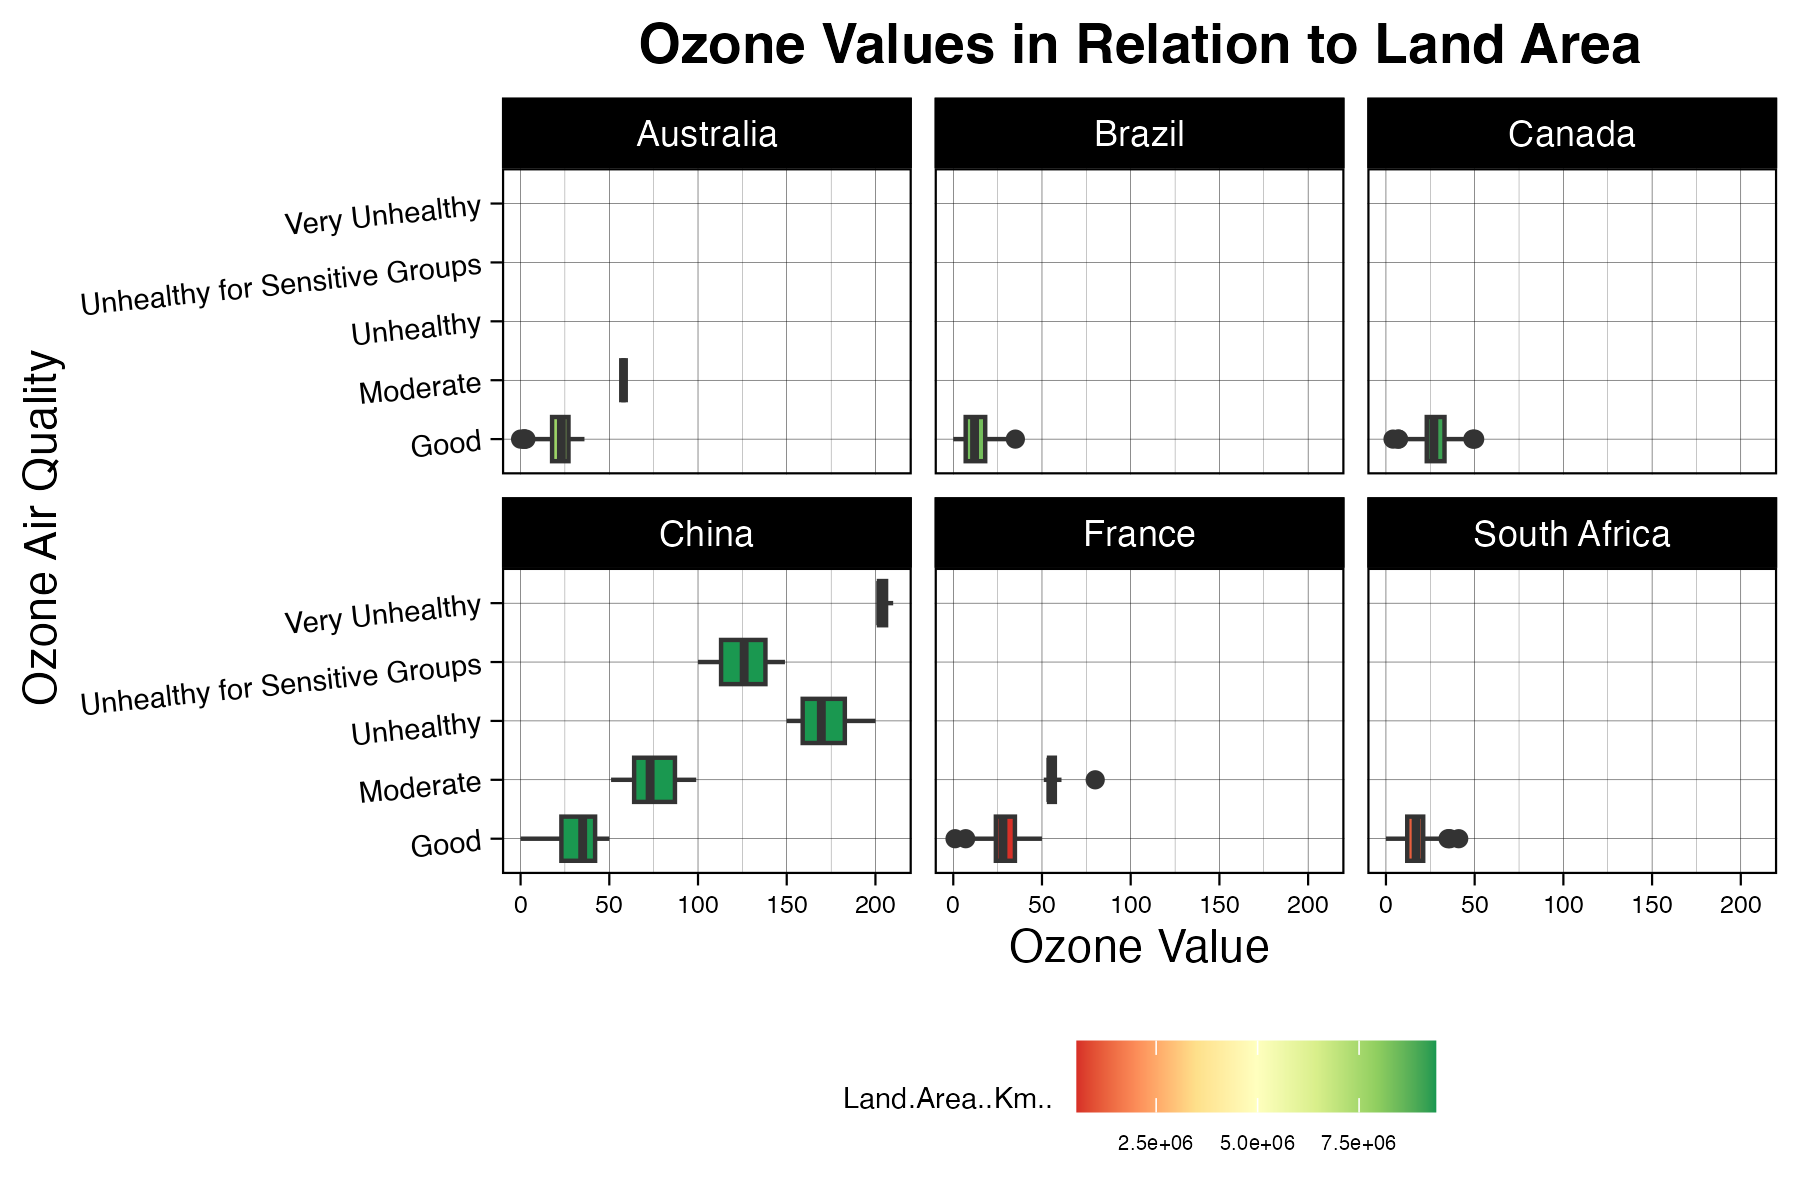 Ozone Values in Relation to Land Area
Australia
Brazil
Canada
Very Unhealthy
Unhealthy for Sensitive Groups
Unhealthy
Moderate
Good
Ozone Air Quality
China
France
South Africa
Very Unhealthy
Unhealthy for Sensitive Groups
Unhealthy
Moderate
Good
0 50 100 150 200 0 50 100 150 200 0 50 100 150 200
Ozone Value
Land.Area..Km..
2.5e+06 5.0e+06 7.5e+06